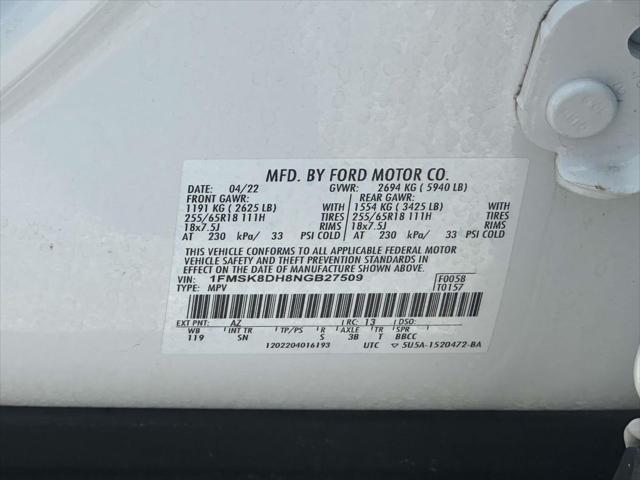 MFD. BY FORD MOTOR CO.
DATE: 04/22 GVWR: 2694 KG ( 5940 LB)
FRONT GAWR: REAR GAWR:
1191 KG ( 2625 LB) WITH 1554 KG ( 3425 LB) WITH
255/65R18 111H TIRES 255/65R18 111H TIRES
18x7.5J RIMS 18x7.5J RIMS
AT 230 kPa/ 33 PSI COLD AT 230 kPa/ 33 PSI COLD
THIS VEHICLE CONFORMS TO ALL APPLICABLE FEDERAL MOTOR
VEHICLE SAFETY AND THEFT PREVENTION STANDARDS IN
EFFECT ON THE DATE OF MANUFACTURE SHOWN ABOVE.
VIN: 1FMSK8DH8NGB27509 F0058
TYPE: MPV T0157
EXT PNT: AZ RC: 13 DSO:
WB INT TR TP/PS R AXLE TR SPR
119 SN S 3B T BBCC
1202204016193 UTC ▽ 5U5A-1520472-BA